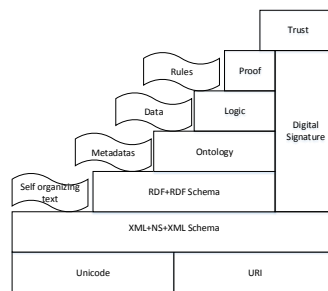 Trust
Rules
Proof
Data
Logic
Digital
Signature
Metadatas
Ontology
Self organizing
text
RDF+RDF Schema
XML+NS+XML Schema
Unicode
URI